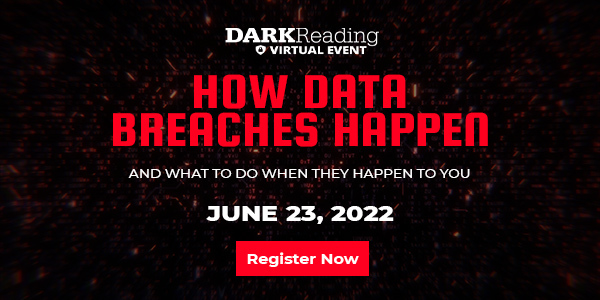 DARKReading
VIRTUAL EVENT
HOW DATA
BREACHES HAPPEN
AND WHAT TO DO WHEN THEY HAPPEN TO YOU
JUNE 23, 2022
Register Now